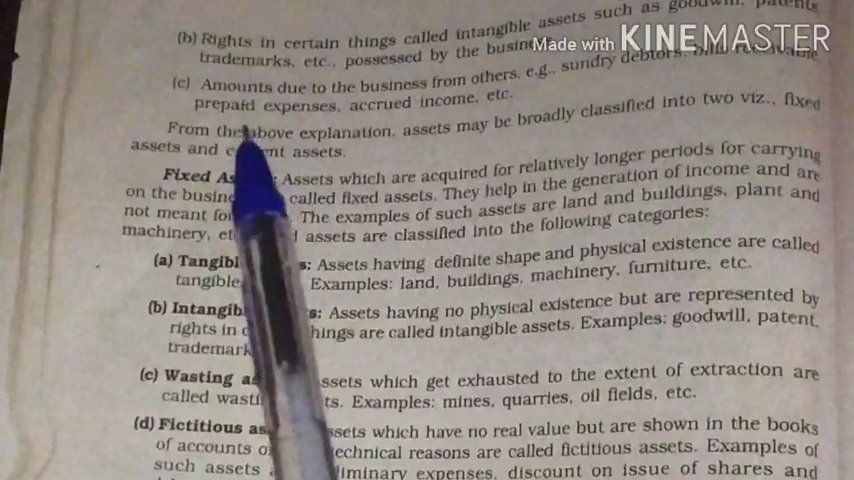 (b) Rights in certain things called intangible assets such as goodwill, patents,
trademarks, etc., possessed by the business
Made with KINEMASTER
(c) Amounts due to the business from others, e.g., sundry debtors, bills receivable,
prepaid expenses, accrued income, etc.
From the above explanation, assets may be broadly classified into two viz., fixed
assets and c ent assets.
Fixed As : Assets which are acquired for relatively longer periods for carrying
on the busine called fixed assets. They help in the generation of income and are
not meant fo The examples of such assets are land and buildings, plant and
machinery, et assets are classified into the following categories:
(a) Tangibl s: Assets having definite shape and physical existence are called
tangible Examples: land, buildings, machinery, furniture, etc.
(b) Intangib s: Assets having no physical existence but are represented by
rights in c hings are called intangible assets. Examples: goodwill, patent,
trademark
(c) Wasting a ssets which get exhausted to the extent of extraction are
called wasti ts. Examples: mines, quarries, oil fields, etc.
(d) Fictitious as ssets which have no real value but are shown in the books
of accounts o echnical reasons are called fictitious assets. Examples of
such assets liminary expenses, discount on issue of shares and